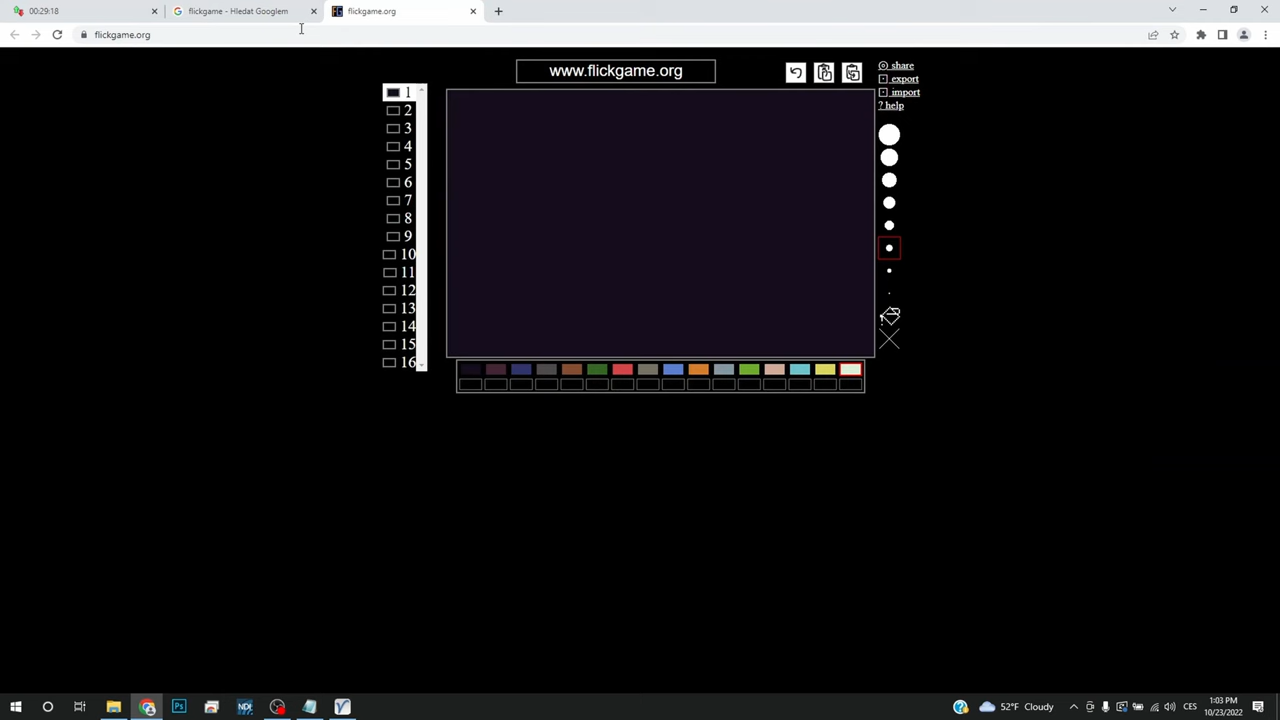 00:29:18
flickgame - Hledat Googlem
flickgame.org
flickgame.org
www.flickgame.org
share
export
import
? help
1
2
3
4
5
6
7
8
9
10
11
12
13
14
15
16
Ps
NDI
52°F Cloudy
CES
1:03 PM
10/23/2022